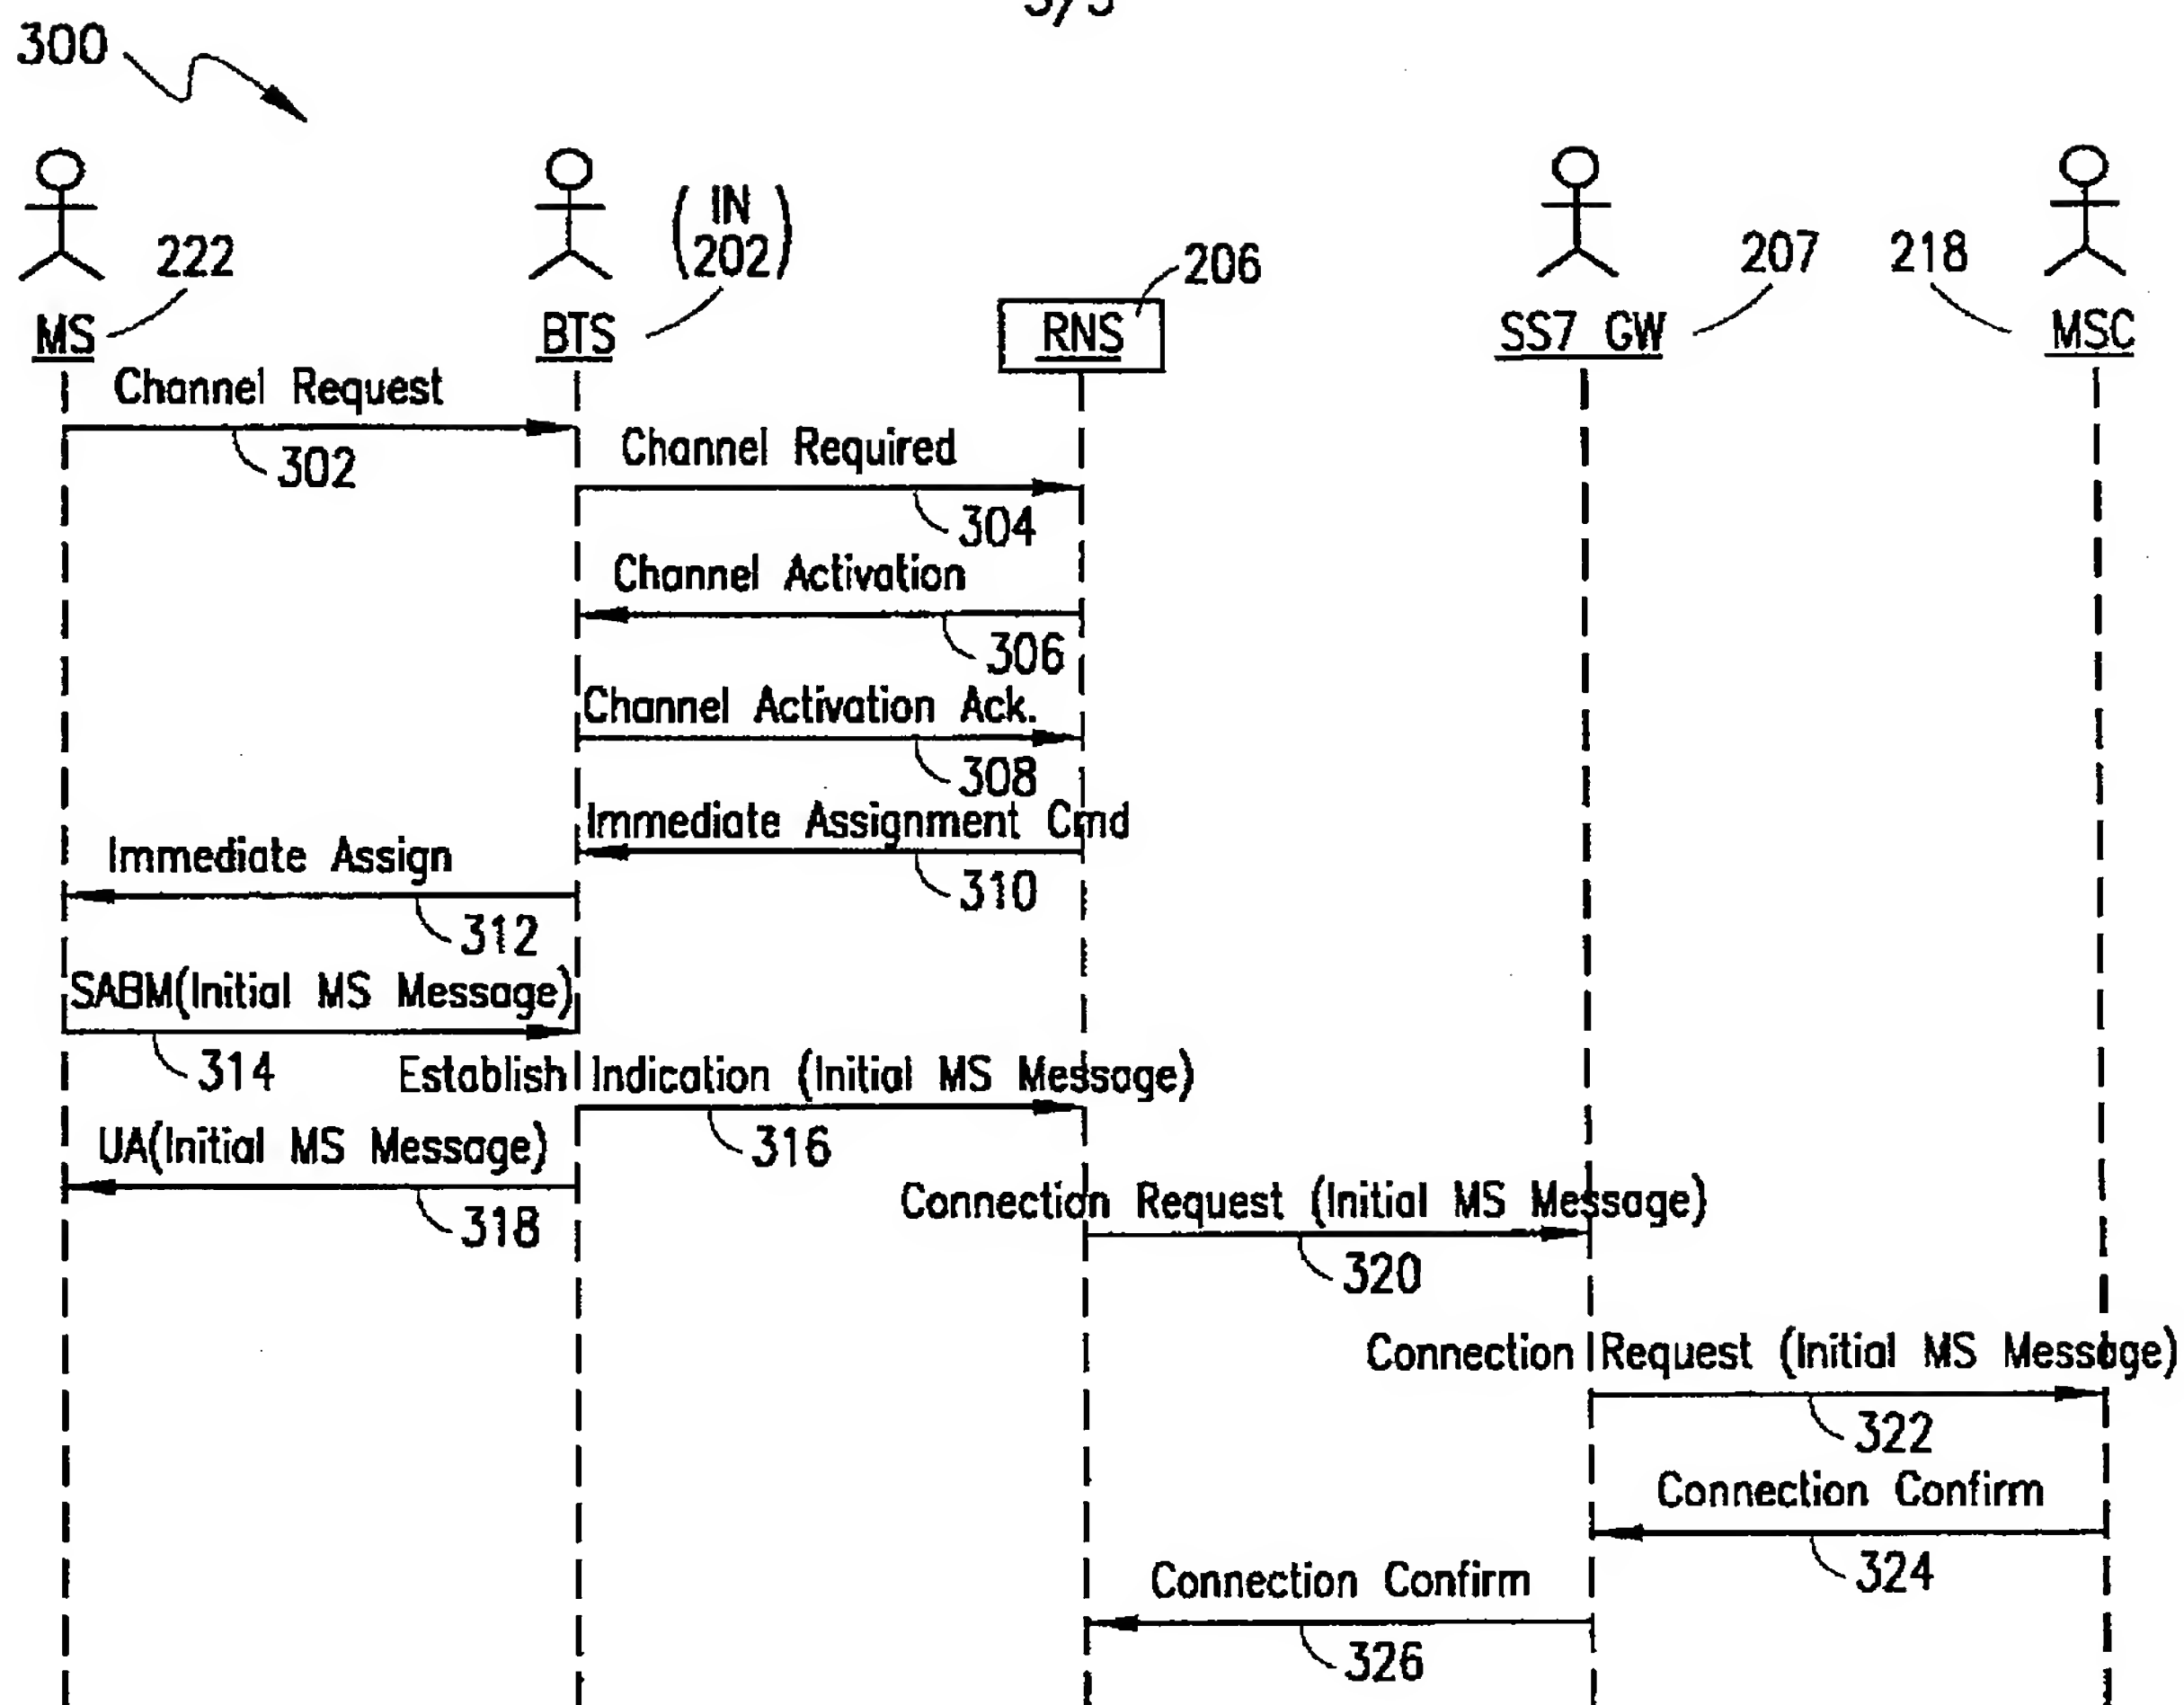 3/3
300
(IN
202)
222
206
207
218
MS
BTS
RNS
SS7 GW
MSC
Channel Request
302
Channel Required
304
Channel Activation
306
Channel Activation Ack.
308
Immediate Assignment Cmd
310
Immediate Assign
312
SABM(Initial MS Message)
314
Establish Indication (Initial MS Message)
316
UA(Initial MS Message)
318
Connection Request (Initial MS Message)
320
Connection Request (Initial MS Message)
322
Connection Confirm
324
Connection Confirm
326